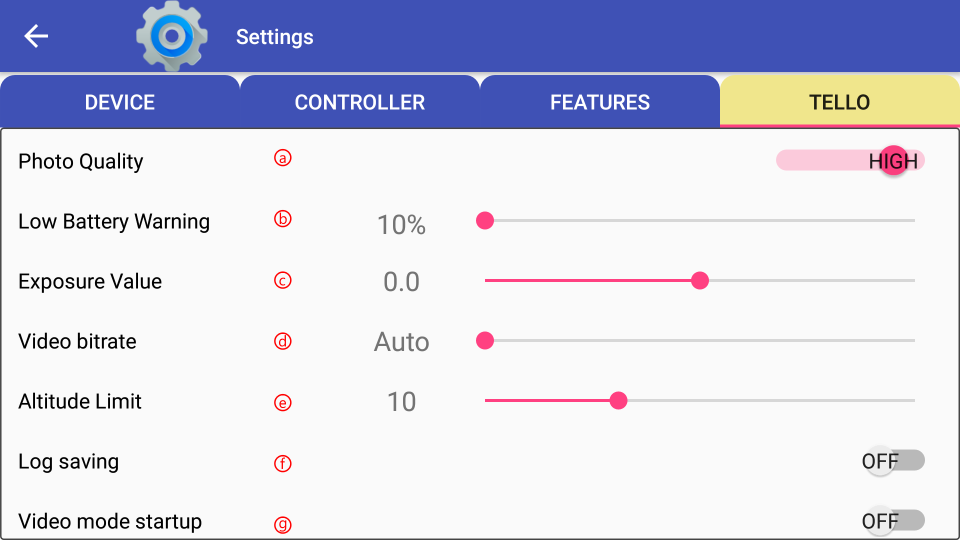 Settings
DEVICE CONTROLLER FEATURES TELLO
Photo Quality ⓐ HIGH
Low Battery Warning ⓑ 10%
Exposure Value ⓒ 0.0
Video bitrate ⓓ Auto
Altitude Limit ⓔ 10
Log saving ⓕ OFF
Video mode startup ⓖ OFF